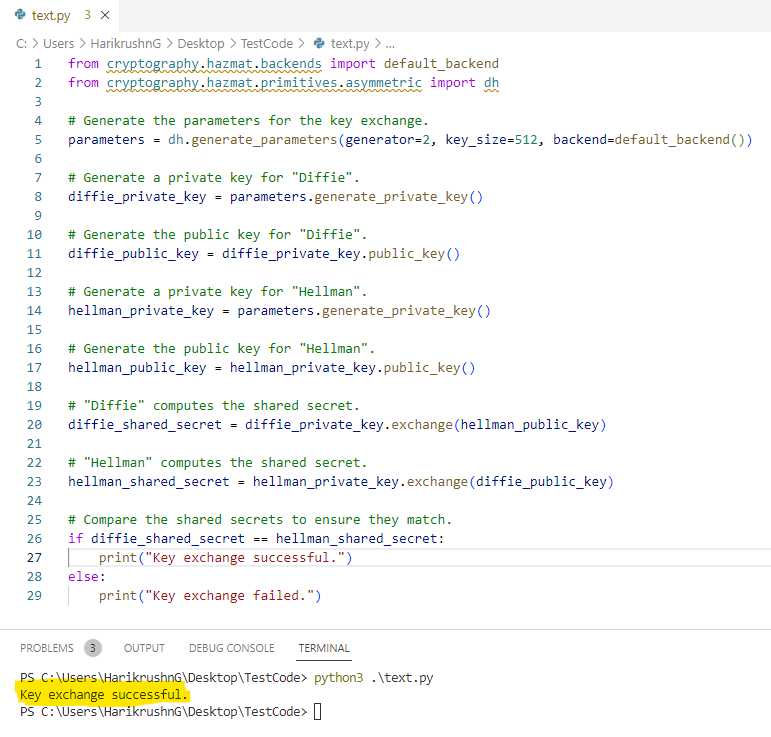 text.py 3 ×
C: > Users > HarikrushnG > Desktop > TestCode > text.py > ...
1 from cryptography.hazmat.backends import default_backend
2 from cryptography.hazmat.primitives.asymmetric import dh
3
4 # Generate the parameters for the key exchange.
5 parameters = dh.generate_parameters(generator=2, key_size=512, backend=default_backend())
6
7 # Generate a private key for "Diffie".
8 diffie_private_key = parameters.generate_private_key()
9
10 # Generate the public key for "Diffie".
11 diffie_public_key = diffie_private_key.public_key()
12
13 # Generate a private key for "Hellman".
14 hellman_private_key = parameters.generate_private_key()
15
16 # Generate the public key for "Hellman".
17 hellman_public_key = hellman_private_key.public_key()
18
19 # "Diffie" computes the shared secret.
20 diffie_shared_secret = diffie_private_key.exchange(hellman_public_key)
21
22 # "Hellman" computes the shared secret.
23 hellman_shared_secret = hellman_private_key.exchange(diffie_public_key)
24
25 # Compare the shared secrets to ensure they match.
26 if diffie_shared_secret == hellman_shared_secret:
27     print("Key exchange successful.")
28 else:
29     print("Key exchange failed.")
PROBLEMS 3 OUTPUT DEBUG CONSOLE TERMINAL
PS C:\Users\HarikrushnG\Desktop\TestCode> python3 .\text.py
Key exchange successful.
PS C:\Users\HarikrushnG\Desktop\TestCode>